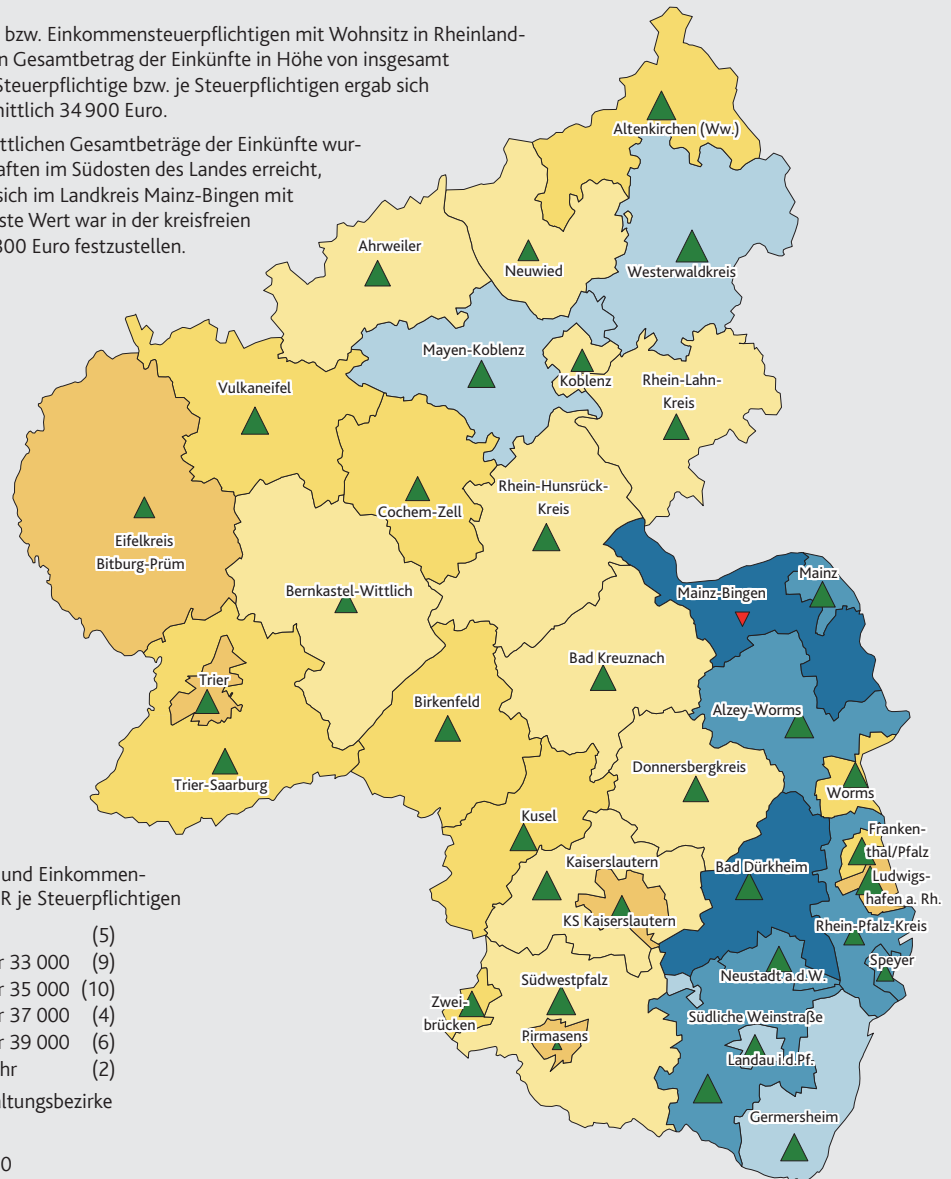 bzw. Einkommensteuerpflichtigen mit Wohnsitz in Rheinland-
n Gesamtbetrag der Einkünfte in Höhe von insgesamt
Steuerpflichtige bzw. je Steuerpflichtigen ergab sich
nittlich 34 900 Euro.
ttlichen Gesamtbeträge der Einkünfte wur-
aften im Südosten des Landes erreicht,
sich im Landkreis Mainz-Bingen mit
ste Wert war in der kreisfreien
300 Euro festzustellen.
Altenkirchen (Ww.)
Ahrweiler
Neuwied
Westerwaldkreis
Mayen-Koblenz
Koblenz
Rhein-Lahn-
Kreis
Vulkaneifel
Cochem-Zell
Rhein-Hunsrück-
Kreis
Eifelkreis
Bitburg-Prüm
Bernkastel-Wittlich
Mainz-Bingen
Mainz
Trier
Bad Kreuznach
Birkenfeld
Alzey-Worms
Trier-Saarburg
Donnersbergkreis
Worms
Kusel
Franken-
thal/Pfalz
Kaiserslautern
Bad Dürkheim
Ludwigs-
hafen a. Rh.
KS Kaiserslautern
Rhein-Pfalz-Kreis
Speyer
Neustadt a.d.W.
Südwestpfalz
Zwei-
brücken
Pirmasens
Südliche Weinstraße
Landau i.d.Pf.
Germersheim
und Einkommen-
R je Steuerpflichtigen
(5)
r 33 000 (9)
r 35 000 (10)
r 37 000 (4)
r 39 000 (6)
hr (2)
altungsbezirke
0